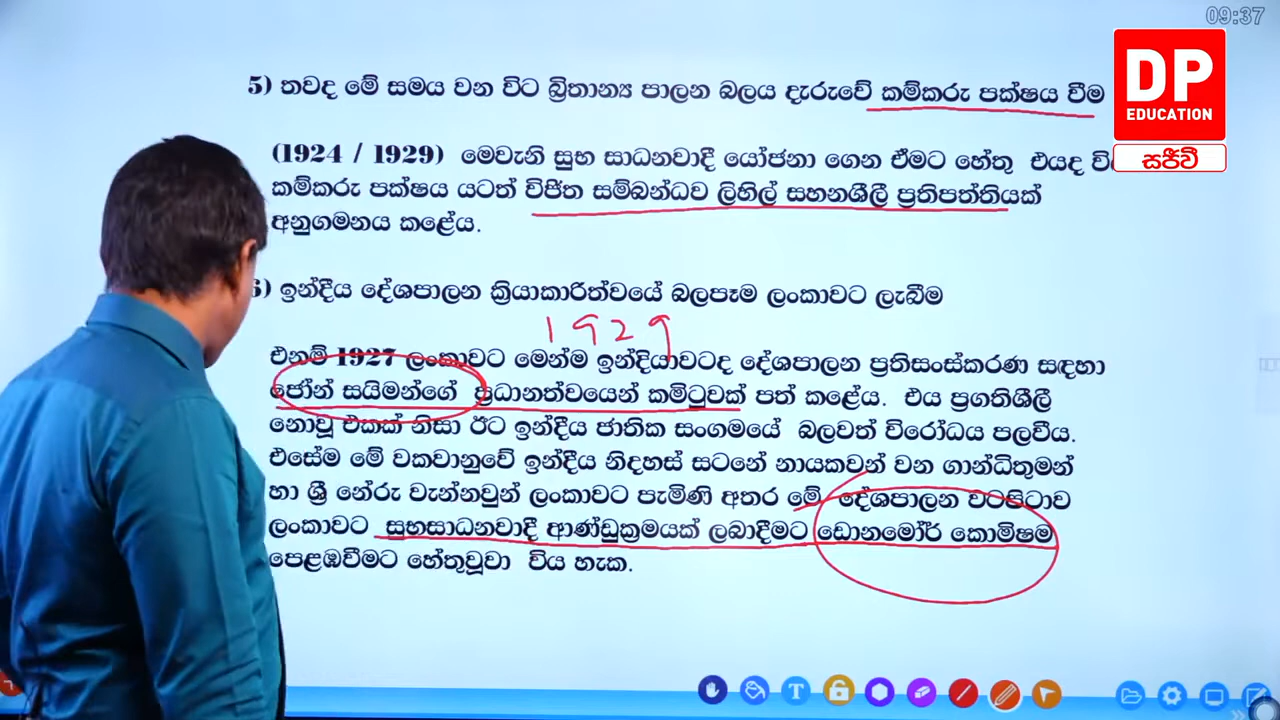 09:37
DP
EDUCATION
සජීවී
5) තවද මේ සමය වන විට බ්‍රිතාන්‍ය පාලන බලය දැරුවේ කම්කරු පක්ෂය වීම
(1924 / 1929) මෙවැනි සුභ සාධනවාදී යෝජනා ගෙන ඒමට හේතු එයද
කම්කරු පක්ෂය යටත් විජිත සම්බන්ධව ලිහිල් සහනශීලී ප්‍රතිපත්තියක්
අනුගමනය කළේය.
6) ඉන්දීය දේශපාලන ක්‍රියාකාරීත්වයේ බලපෑම ලංකාවට ලැබීම
1929
එනම් 1927 ලංකාවට මෙන්ම ඉන්දියාවටද දේශපාලන ප්‍රතිසංස්කරණ සඳහා
ජෝන් සයිමන්ගේ ප්‍රධානත්වයෙන් කමිටුවක් පත් කළේය. එය ප්‍රගතිශීලී
නොවූ එකක් නිසා ඊට ඉන්දීය ජාතික සංගමයේ බලවත් විරෝධය පලවීය.
එසේම මේ වකවානුවේ ඉන්දීය නිදහස් සටනේ නායකවන් වන ගාන්ධිතුමන්
හා ශ්‍රී නේරු වැන්නවුන් ලංකාවට පැමිණි අතර මේ දේශපාලන වටපිටාව
ලංකාවට සුභසාධනවාදී ආණ්ඩුක්‍රමයක් ලබාදීමට ඩොනමෝර් කොමිෂම
පෙළඹවීමට හේතුවූවා විය හැක.